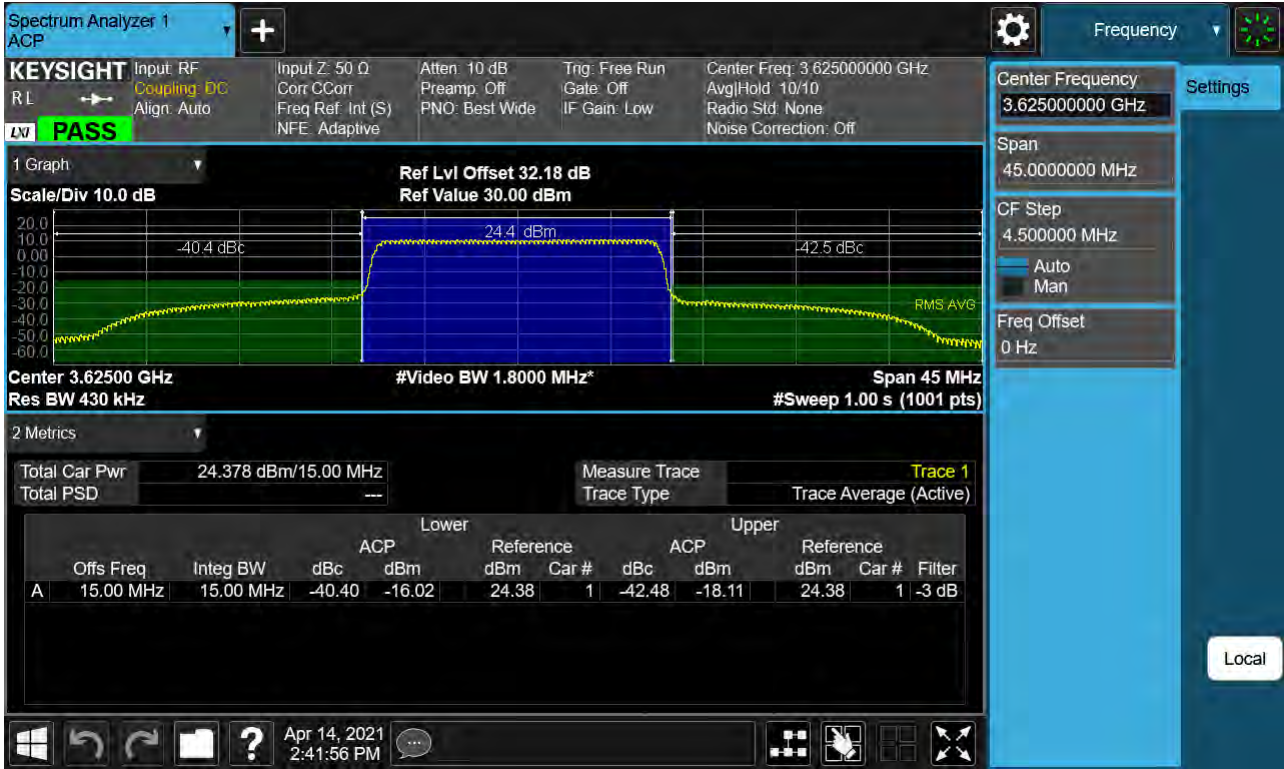 Spectrum Analyzer 1
ACP
+
Frequency
KEYSIGHT Input: RF Input Z: 50 Ω Atten: 10 dB Trig: Free Run Center Freq: 3.625000000 GHz
Coupling: DC Corr CCorr Preamp: Off Gate: Off Avg|Hold: 10/10
R L Align: Auto Freq Ref: Int (S) PNO: Best Wide IF Gain: Low Radio Std: None
LXI PASS NFE: Adaptive Noise Correction: Off
Center Frequency
3.625000000 GHz
Settings
Span
45.0000000 MHz
CF Step
4.500000 MHz
Auto
Man
Freq Offset
0 Hz
1 Graph
Scale/Div 10.0 dB
Ref Lvl Offset 32.18 dB
Ref Value 30.00 dBm
20.0
10.0
0.00
-10.0
-20.0
-30.0
-40.0
-50.0
-60.0
-40.4 dBc
24.4 dBm
-42.5 dBc
RMS AVG
Center 3.62500 GHz #Video BW 1.8000 MHz* Span 45 MHz
Res BW 430 kHz #Sweep 1.00 s (1001 pts)
2 Metrics
Total Car Pwr 24.378 dBm/15.00 MHz Measure Trace Trace 1
Total PSD --- Trace Type Trace Average (Active)
Lower Upper
ACP Reference ACP Reference
Offs Freq Integ BW dBc dBm dBm Car # dBc dBm dBm Car # Filter
A 15.00 MHz 15.00 MHz -40.40 -16.02 24.38 1 -42.48 -18.11 24.38 1 -3 dB
Local
?
Apr 14, 2021
2:41:56 PM